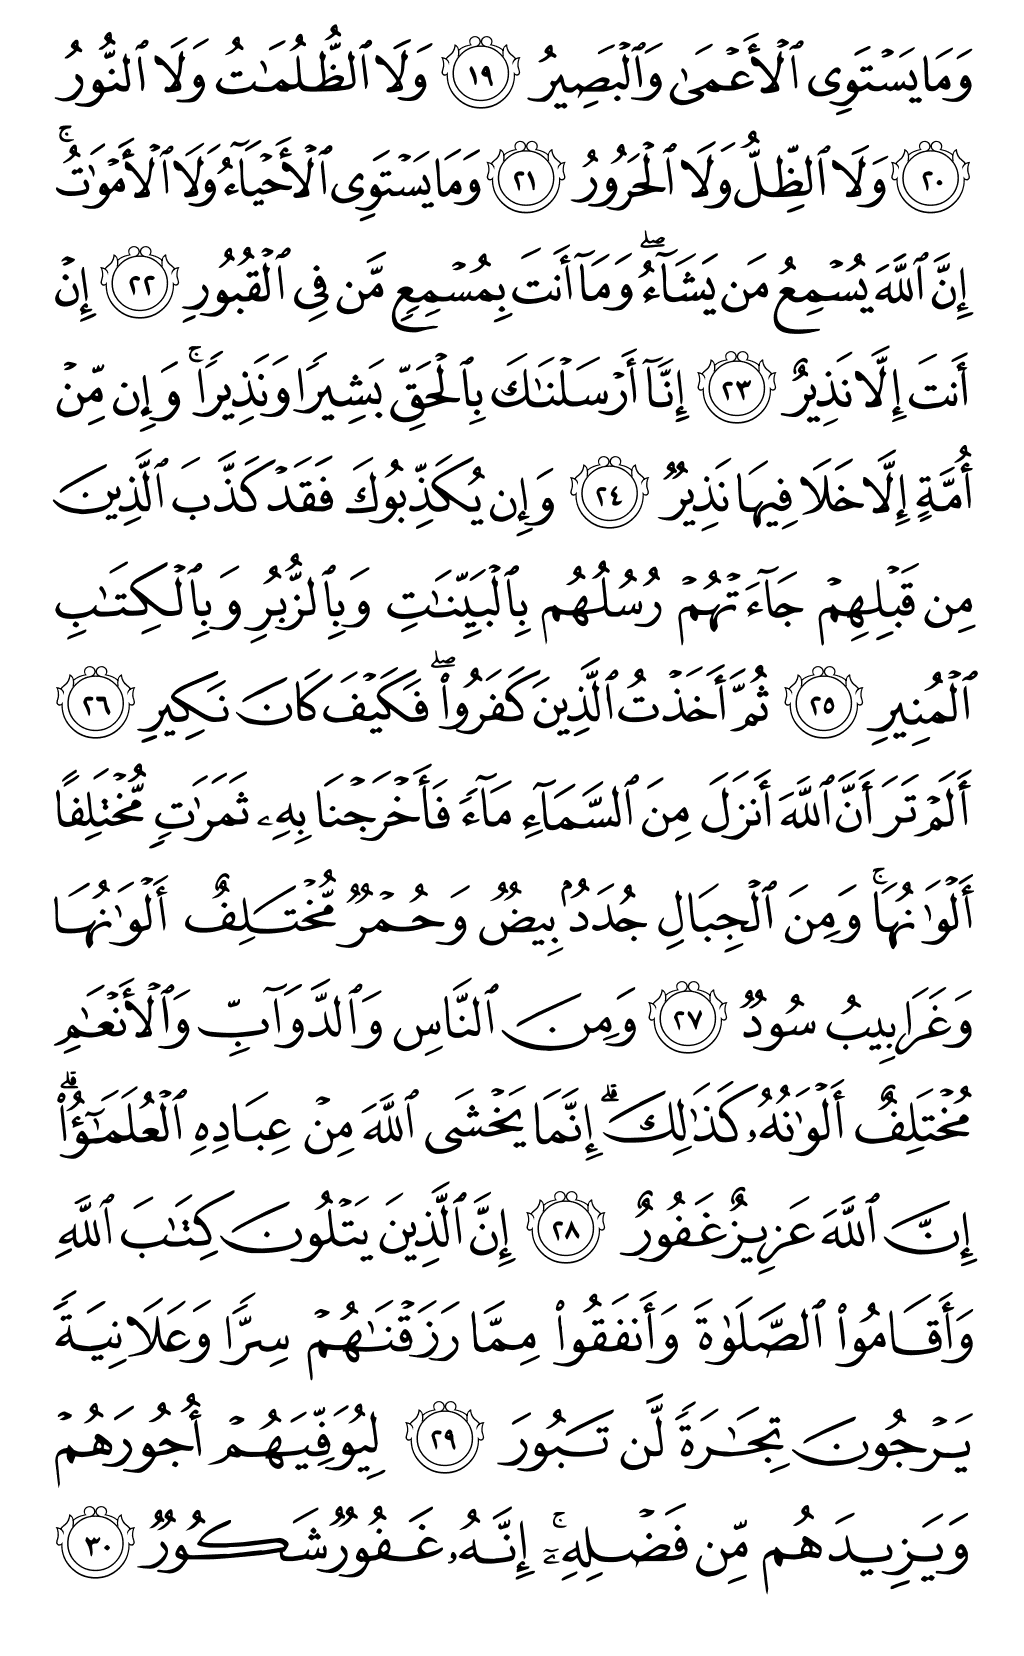 وَمَا يَسْتَوِى ٱلْأَعْمَىٰ وَٱلْبَصِيرُ ١٩ وَلَا ٱلظُّلُمَٰتُ وَلَا ٱلنُّورُ
٢٠ وَلَا ٱلظِّلُّ وَلَا ٱلْحَرُورُ ٢١ وَمَا يَسْتَوِى ٱلْأَحْيَآءُ وَلَا ٱلْأَمْوَٰتُ ۚ
إِنَّ ٱللَّهَ يُسْمِعُ مَن يَشَآءُ ۖ وَمَآ أَنتَ بِمُسْمِعٍ مَّن فِى ٱلْقُبُورِ ٢٢ إِنْ
أَنتَ إِلَّا نَذِيرٌ ٢٣ إِنَّآ أَرْسَلْنَٰكَ بِٱلْحَقِّ بَشِيرًا وَنَذِيرًا ۚ وَإِن مِّنْ
أُمَّةٍ إِلَّا خَلَا فِيهَا نَذِيرٌ ٢٤ وَإِن يُكَذِّبُوكَ فَقَدْ كَذَّبَ ٱلَّذِينَ
مِن قَبْلِهِمْ جَآءَتْهُمْ رُسُلُهُم بِٱلْبَيِّنَٰتِ وَبِٱلزُّبُرِ وَبِٱلْكِتَٰبِ
ٱلْمُنِيرِ ٢٥ ثُمَّ أَخَذْتُ ٱلَّذِينَ كَفَرُوا۟ ۖ فَكَيْفَ كَانَ نَكِيرِ ٢٦
أَلَمْ تَرَ أَنَّ ٱللَّهَ أَنزَلَ مِنَ ٱلسَّمَآءِ مَآءً فَأَخْرَجْنَا بِهِۦ ثَمَرَٰتٍ مُّخْتَلِفًا
أَلْوَٰنُهَا ۚ وَمِنَ ٱلْجِبَالِ جُدَدٌۢ بِيضٌ وَحُمْرٌ مُّخْتَلِفٌ أَلْوَٰنُهَا
وَغَرَابِيبُ سُودٌ ٢٧ وَمِنَ ٱلنَّاسِ وَٱلدَّوَآبِّ وَٱلْأَنْعَٰمِ
مُخْتَلِفٌ أَلْوَٰنُهُۥ كَذَٰلِكَ ۗ إِنَّمَا يَخْشَى ٱللَّهَ مِنْ عِبَادِهِ ٱلْعُلَمَٰٓؤُا۟ ۗ
إِنَّ ٱللَّهَ عَزِيزٌ غَفُورٌ ٢٨ إِنَّ ٱلَّذِينَ يَتْلُونَ كِتَٰبَ ٱللَّهِ
وَأَقَامُوا۟ ٱلصَّلَوٰةَ وَأَنفَقُوا۟ مِمَّا رَزَقْنَٰهُمْ سِرًّا وَعَلَانِيَةً
يَرْجُونَ تِجَٰرَةً لَّن تَبُورَ ٢٩ لِيُوَفِّيَهُمْ أُجُورَهُمْ
وَيَزِيدَهُم مِّن فَضْلِهِۦٓ ۚ إِنَّهُۥ غَفُورٌ شَكُورٌ ٣٠